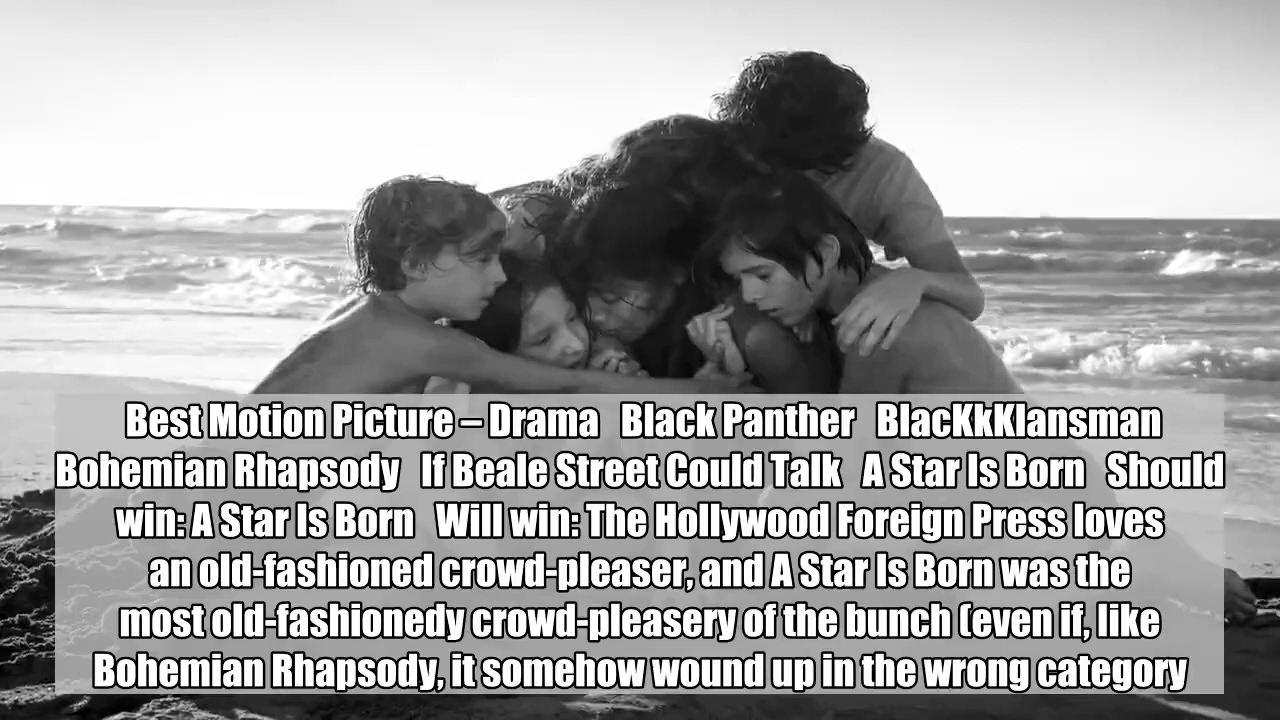 Best Motion Picture – Drama Black Panther BlacKkKlansman
Bohemian Rhapsody If Beale Street Could Talk A Star Is Born Should
win: A Star Is Born Will win: The Hollywood Foreign Press loves
an old-fashioned crowd-pleaser, and A Star Is Born was the
most old-fashionedy crowd-pleasery of the bunch (even if, like
Bohemian Rhapsody, it somehow wound up in the wrong category